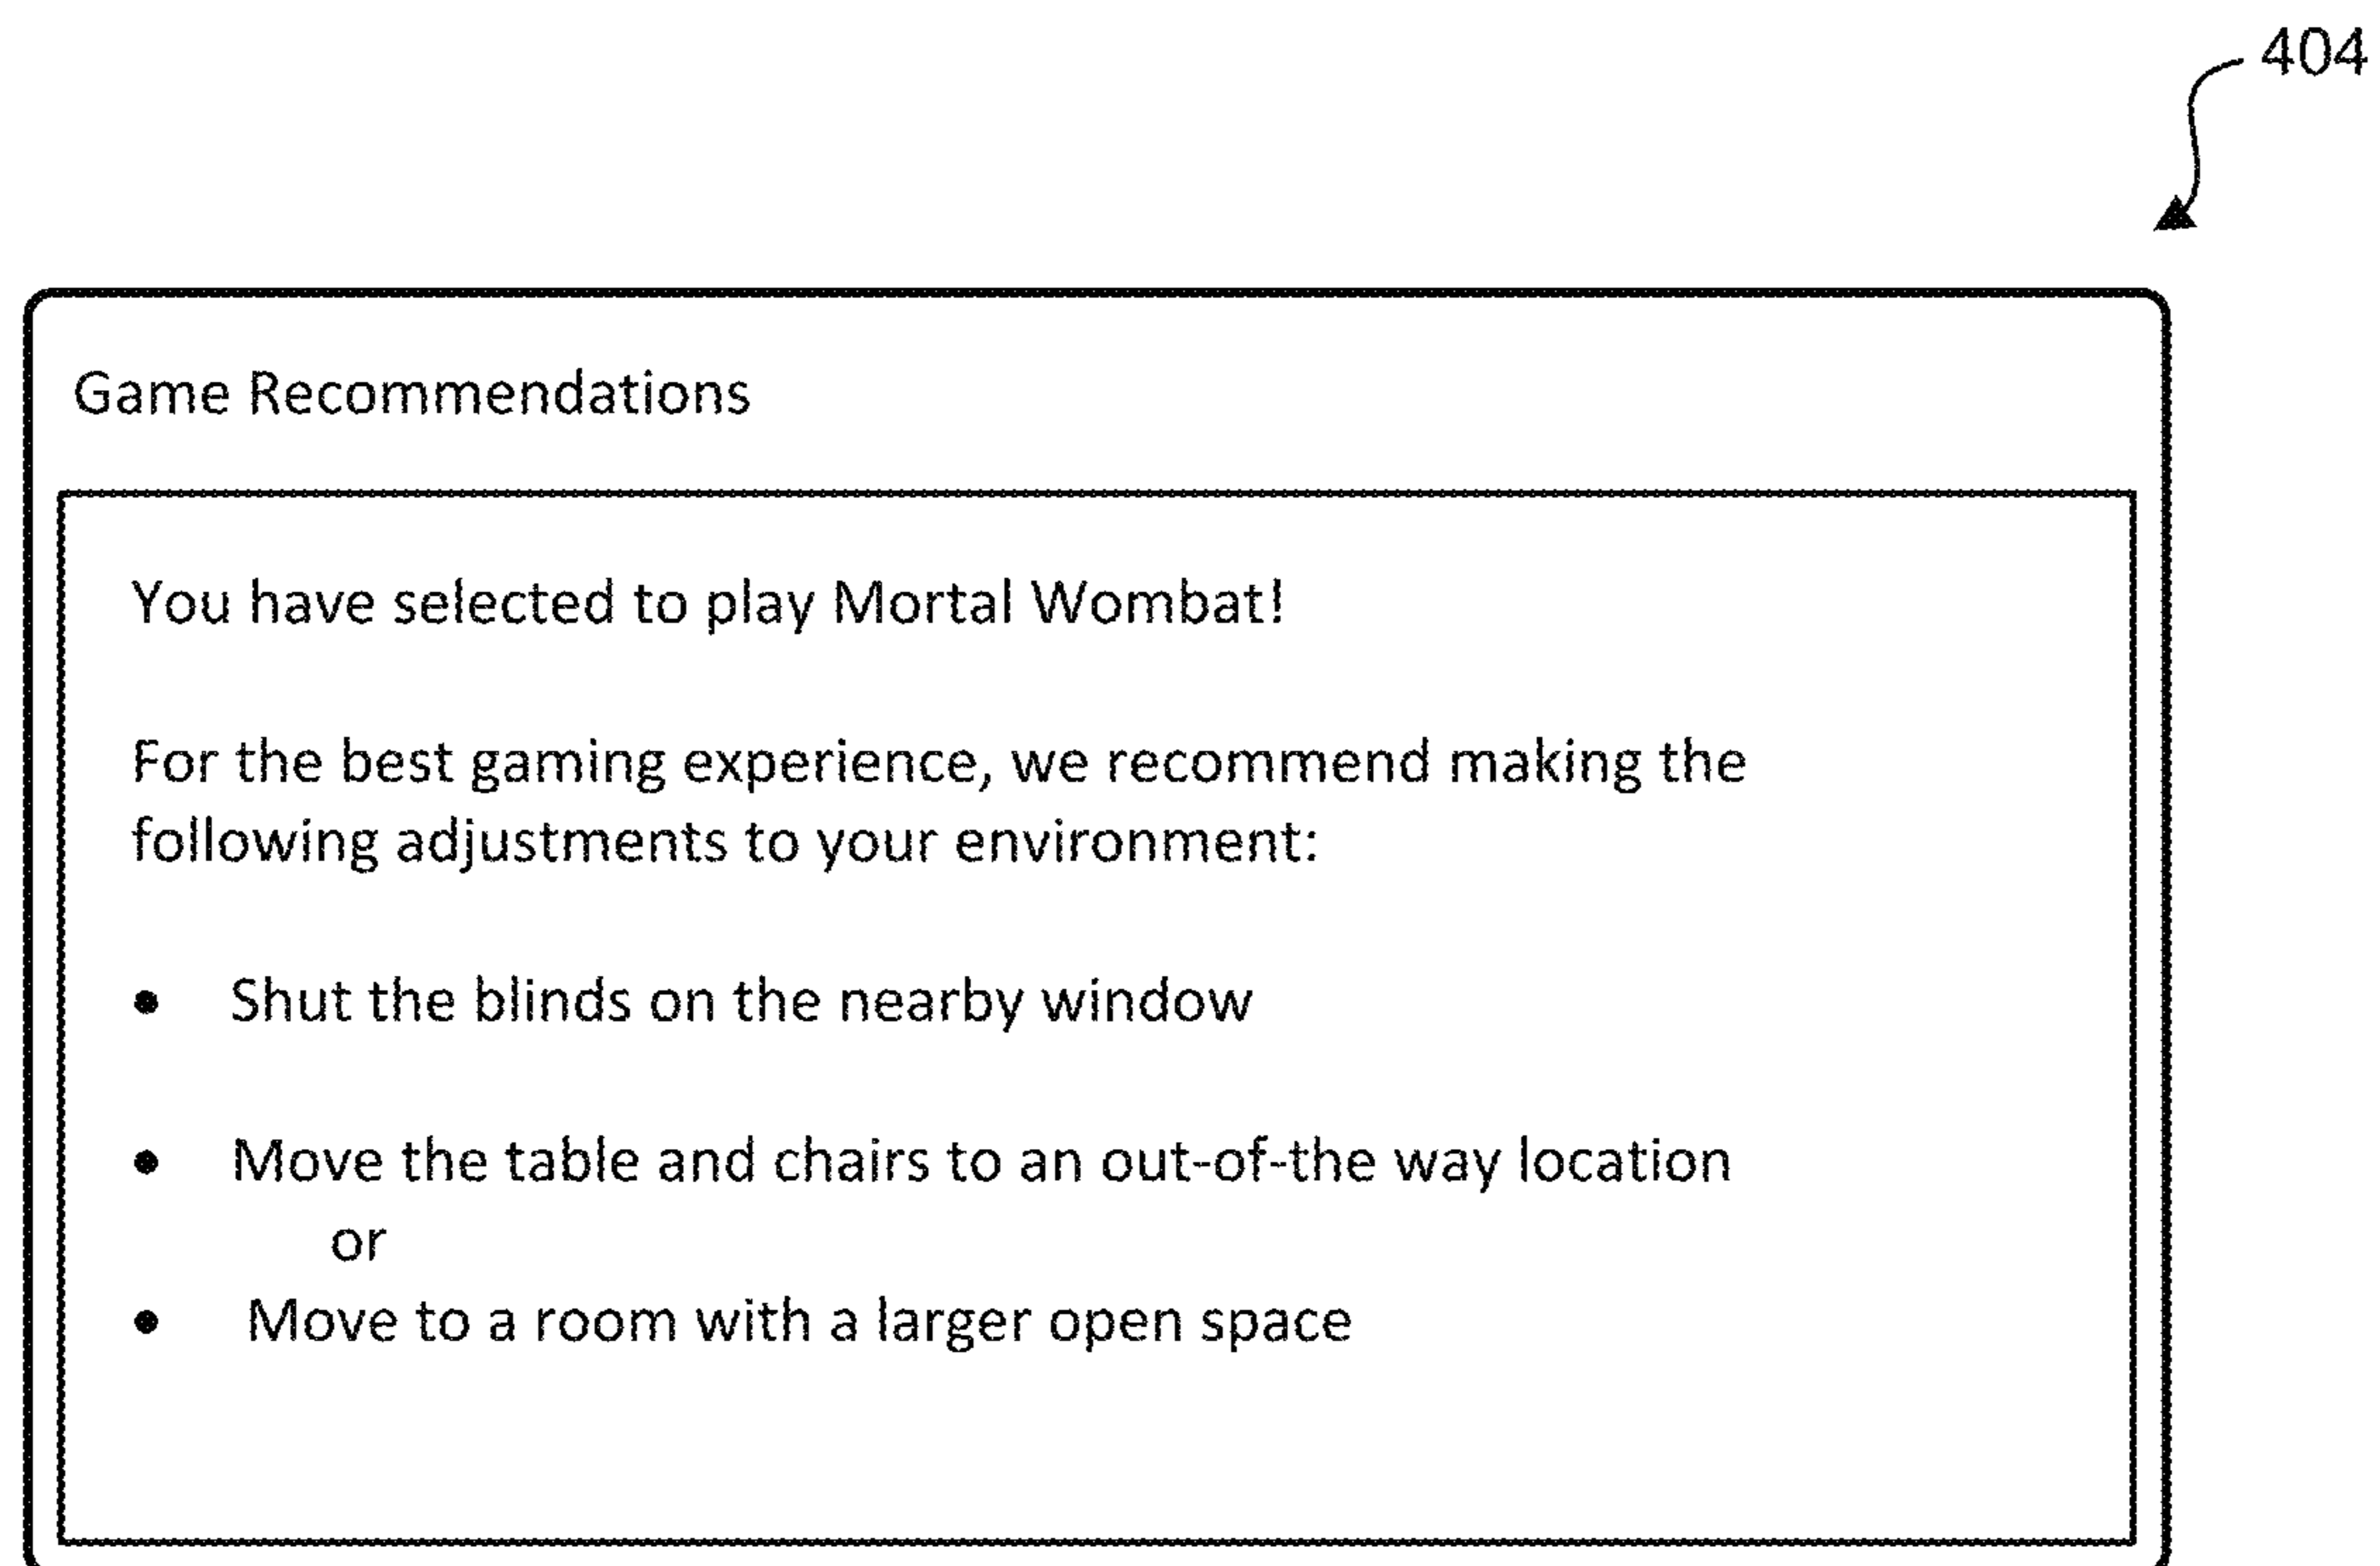 404
Game Recommendations
You have selected to play Mortal Wombat!
For the best gaming experience, we recommend making the
following adjustments to your environment:
• Shut the blinds on the nearby window
• Move the table and chairs to an out-of-the way location
or
• Move to a room with a larger open space